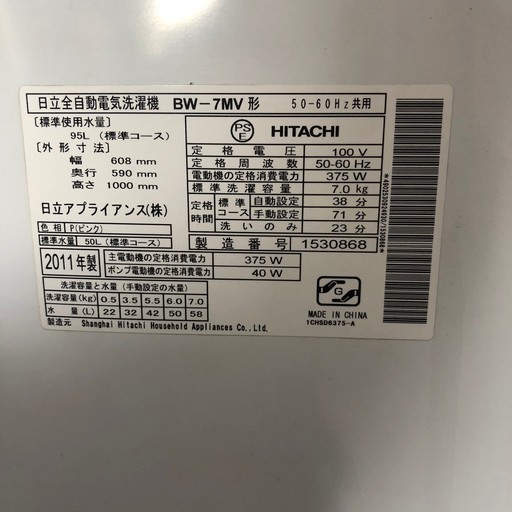 日立全自動電気洗濯機 BW-7MV形 50-60Hz共用
〔標準使用水量〕
95L (標準コース)
〔外形寸法〕
幅 608 mm
奥行 590 mm
高さ 1000 mm
日立アプライアンス(株)
色相 P(ピンク)
標準水量 50L (標準コース)
PS E HITACHI
定格電圧 100 V
定格周波数 50-60 Hz
電動機の定格消費電力 375 W
標準洗濯容量 7.0 kg
定格時間 標準コース 自動設定 38 分
手動設定 71 分
洗いのみ 23 分
製造番号 1530868
2011年製
主電動機の定格消費電力 375 W
ポンプ電動機の定格消費電力 40 W
洗濯容量と水量 (手動設定の水量)
洗濯容量(kg) 0.5 3.5 5.5 6.0 7.0
水量(L) 22 32 42 50 58
製造元 Shanghai Hitachi Household Appliances Co.,Ltd.
G
MADE IN CHINA
1CHSD6375-A